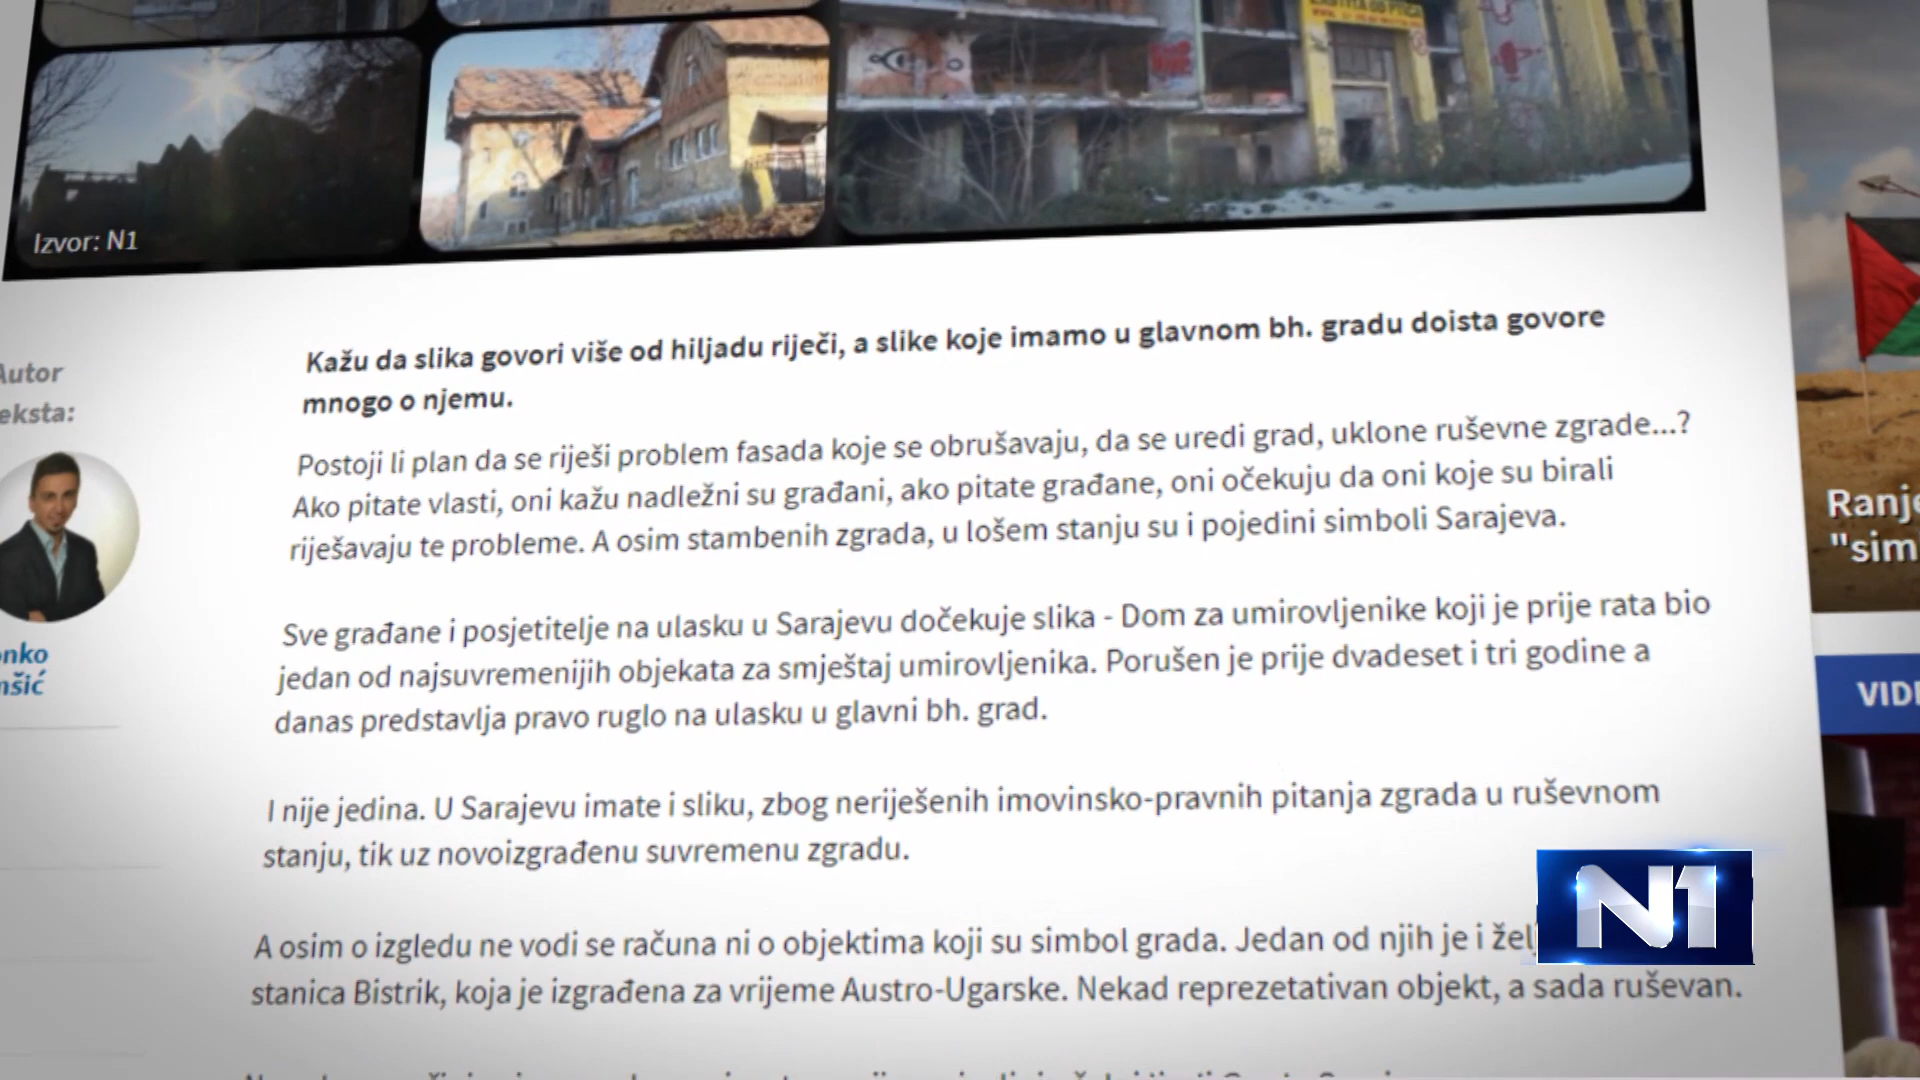 Izvor: N1
Kažu da slika govori više od hiljadu riječi, a slike koje imamo u glavnom bh. gradu doista govore
mnogo o njemu.
Autor
eksta:
Postoji li plan da se riješi problem fasada koje se obrušavaju, da se uredi grad, uklone ruševne zgrade...?
Ako pitate vlasti, oni kažu nadležni su građani, ako pitate građane, oni očekuju da oni koje su birali
riješavaju te probleme. A osim stambenih zgrada, u lošem stanju su i pojedini simboli Sarajeva.
onko
mšić
Sve građane i posjetitelje na ulasku u Sarajevu dočekuje slika - Dom za umirovljenike koji je prije rata bio
jedan od najsuvremenijih objekata za smještaj umirovljenika. Porušen je prije dvadeset i tri godine a
danas predstavlja pravo ruglo na ulasku u glavni bh. grad.
I nije jedina. U Sarajevu imate i sliku, zbog neriješenih imovinsko-pravnih pitanja zgrada u ruševnom
stanju, tik uz novoizgrađenu suvremenu zgradu.
A osim o izgledu ne vodi se računa ni o objektima koji su simbol grada. Jedan od njih je i želj
stanica Bistrik, koja je izgrađena za vrijeme Austro-Ugarske. Nekad reprezetativan objekt, a sada ruševan.
Ranje
"sim
VIDE
N1